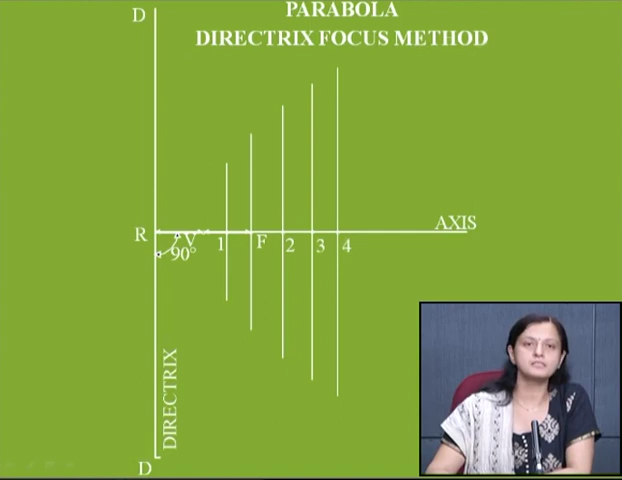 D
PARABOLA
DIRECTRIX FOCUS METHOD
AXIS
R
V
1
F
2
3
4
90°
DIRECTRIX
D